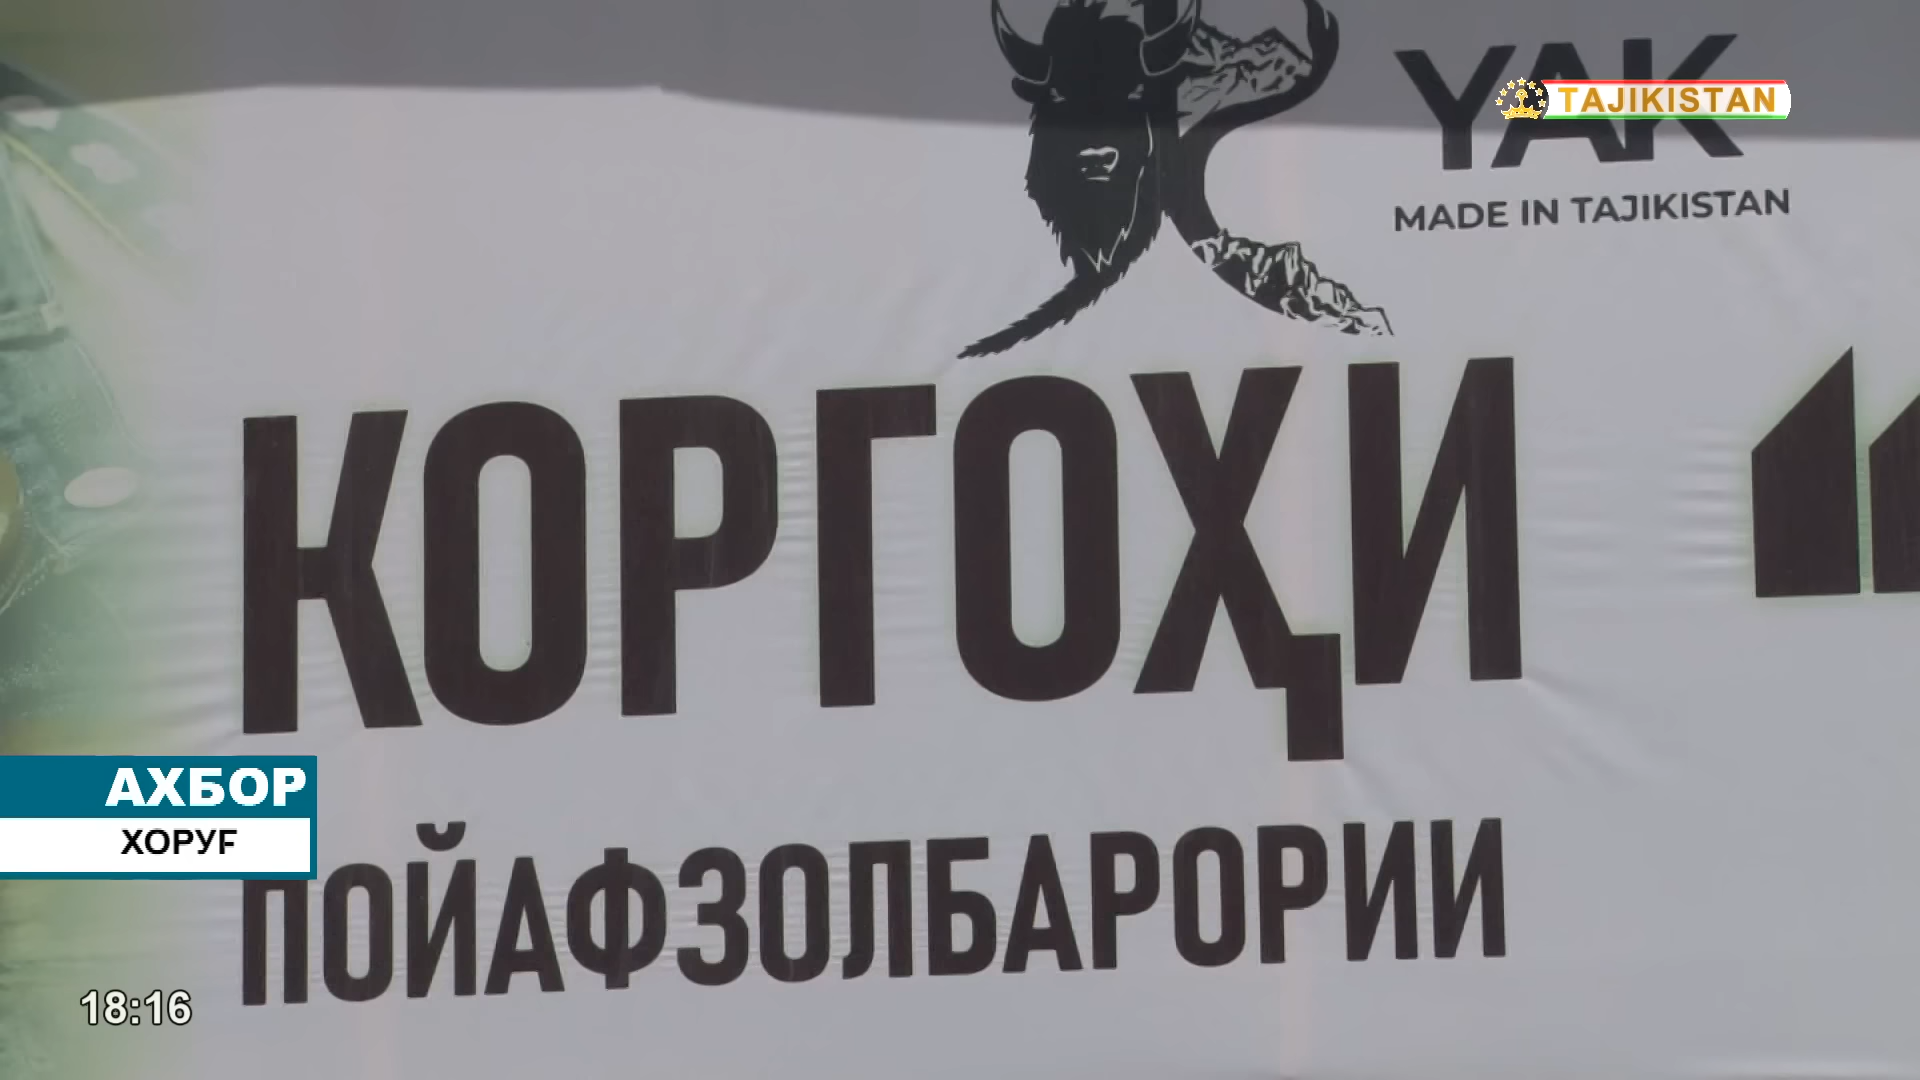 YAK
TAJIKISTAN
MADE IN TAJIKISTAN
КОРГОҲИ “
АХБОР
ХОРУҒ
ПОЙАФЗОЛБАРОРИИ
18:16